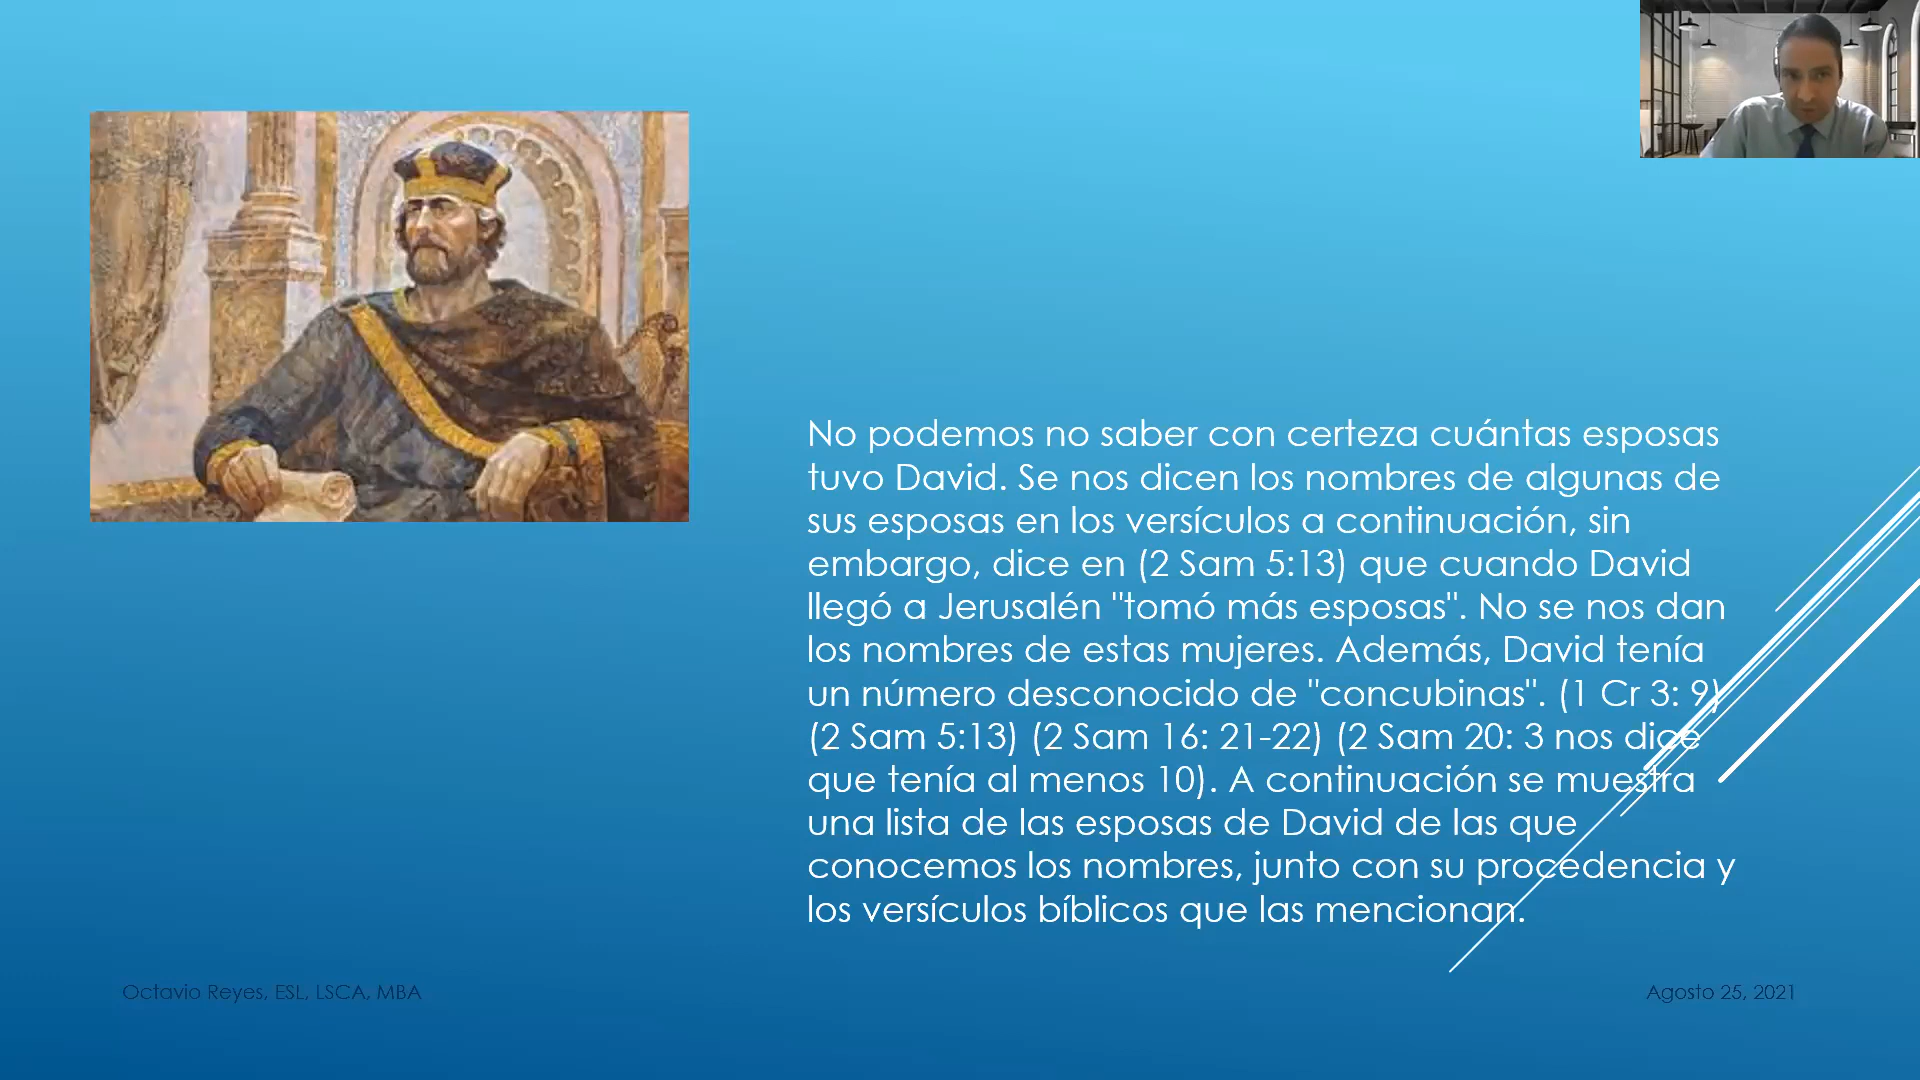 No podemos no saber con certeza cuántas esposas
tuvo David. Se nos dicen los nombres de algunas de
sus esposas en los versículos a continuación, sin
embargo, dice en (2 Sam 5:13) que cuando David
llegó a Jerusalén "tomó más esposas". No se nos dan
los nombres de estas mujeres. Además, David tenía
un número desconocido de "concubinas". (1 Cr 3: 9)
(2 Sam 5:13) (2 Sam 16: 21-22) (2 Sam 20: 3 nos dice
que tenía al menos 10). A continuación se muestra
una lista de las esposas de David de las que
conocemos los nombres, junto con su procedencia y
los versículos bíblicos que las mencionan.
Octavio Reyes, ESL, LSCA, MBA
Agosto 25, 2021